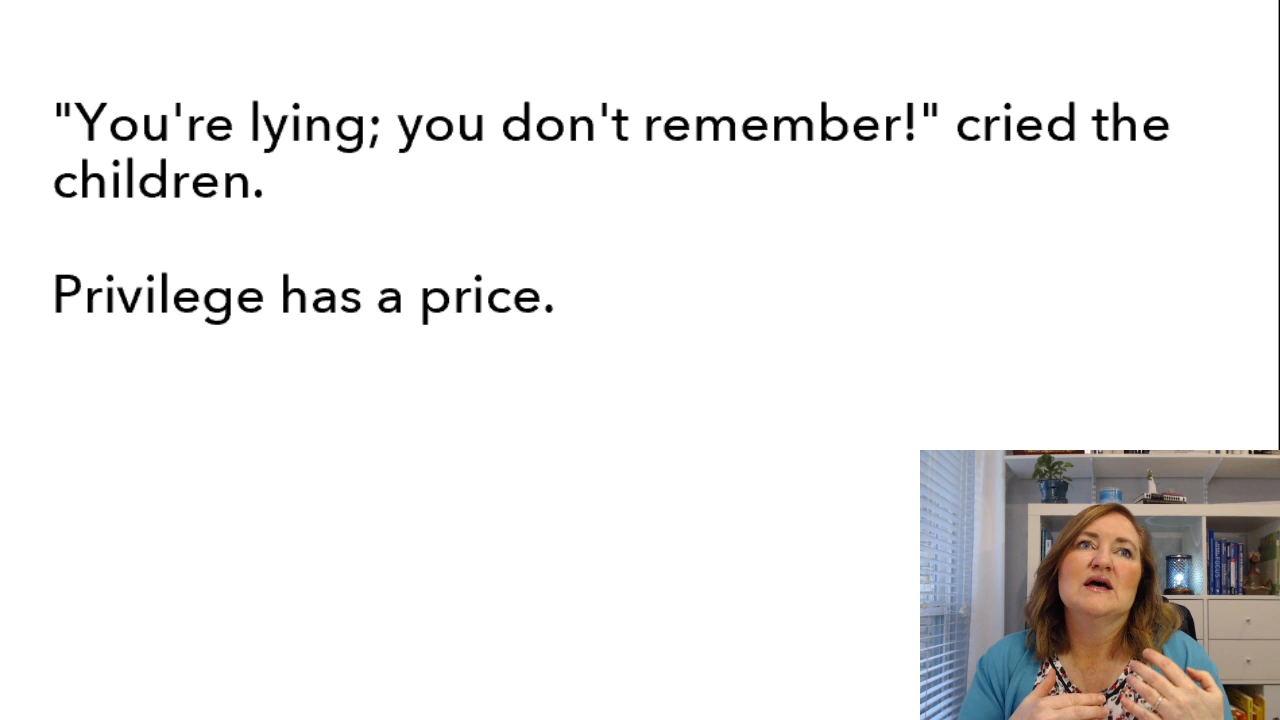 "You're lying; you don't remember!" cried the
children.
Privilege has a price.